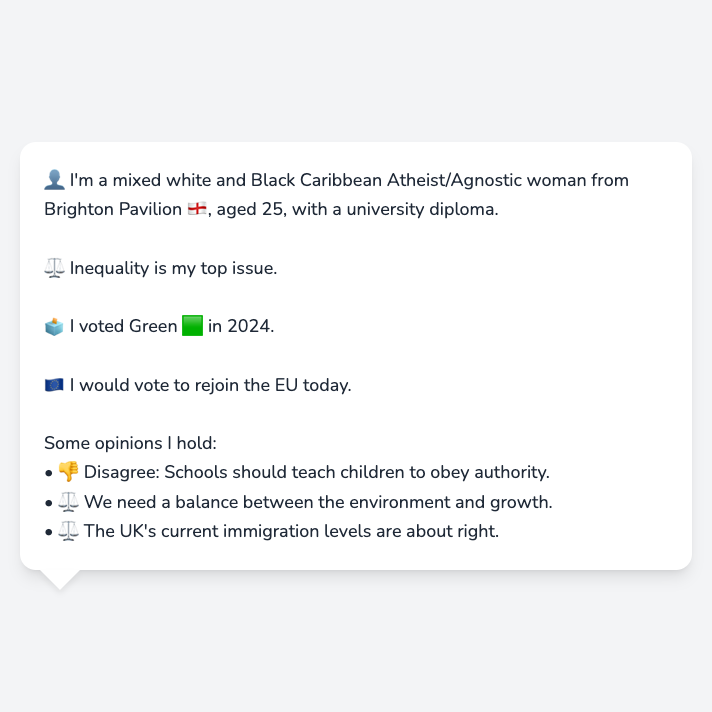 👤 I'm a mixed white and Black Caribbean Atheist/Agnostic woman from
Brighton Pavilion 🏴󠁧󠁢󠁥󠁮󠁧󠁿, aged 25, with a university diploma.
⚖️ Inequality is my top issue.
🗳️ I voted Green 🟩 in 2024.
🇪🇺 I would vote to rejoin the EU today.
Some opinions I hold:
• 👎 Disagree: Schools should teach children to obey authority.
• ⚖️ We need a balance between the environment and growth.
• ⚖️ The UK's current immigration levels are about right.